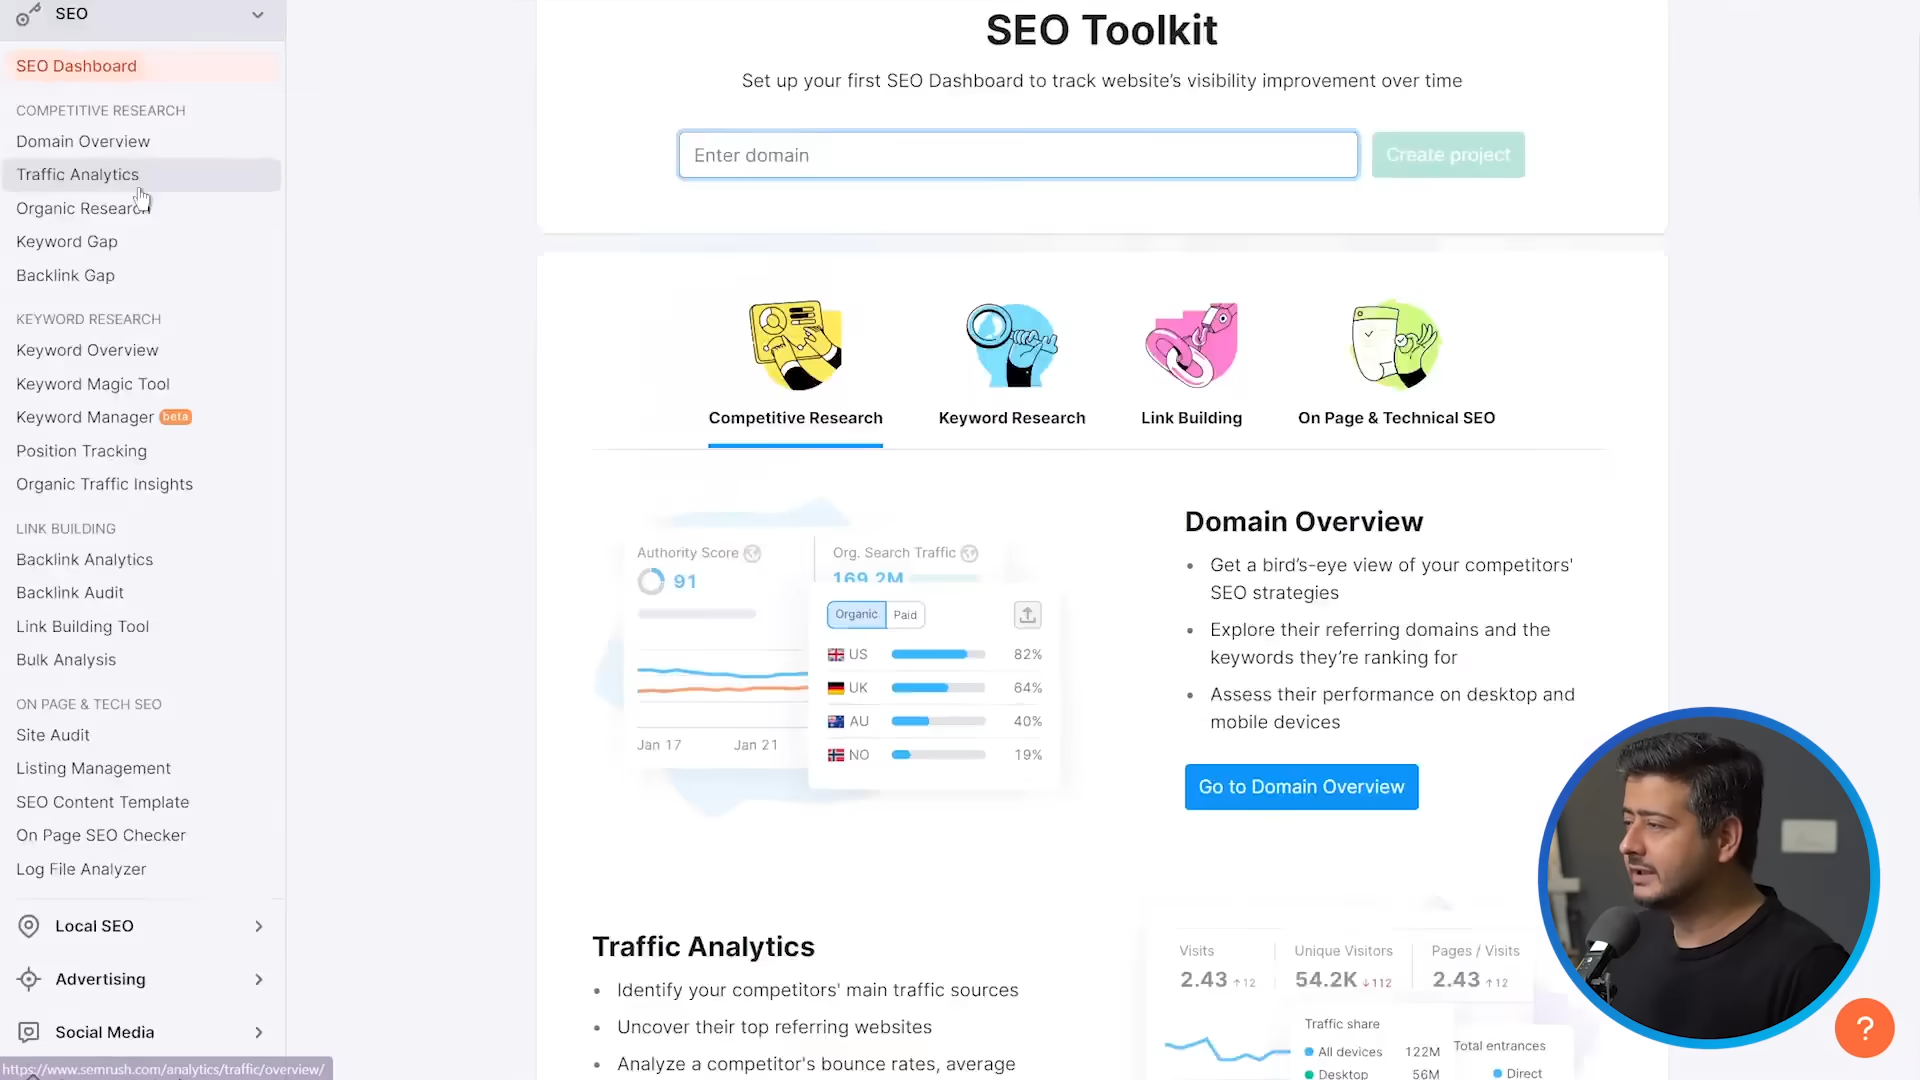 SEO
SEO Dashboard
COMPETITIVE RESEARCH
Domain Overview
Traffic Analytics
Organic Research
Keyword Gap
Backlink Gap
KEYWORD RESEARCH
Keyword Overview
Keyword Magic Tool
Keyword Manager beta
Position Tracking
Organic Traffic Insights
LINK BUILDING
Backlink Analytics
Backlink Audit
Link Building Tool
Bulk Analysis
ON PAGE & TECH SEO
Site Audit
Listing Management
SEO Content Template
On Page SEO Checker
Log File Analyzer
Local SEO
Advertising
Social Media
https://www.semrush.com/analytics/traffic/overview/
SEO Toolkit
Set up your first SEO Dashboard to track website's visibility improvement over time
Enter domain
Create project
Competitive Research
Keyword Research
Link Building
On Page & Technical SEO
Authority Score
91
Org. Search Traffic
169.2M
Organic Paid
US 82%
UK 64%
AU 40%
NO 19%
Jan 17 Jan 21
Domain Overview
• Get a bird's-eye view of your competitors'
SEO strategies
• Explore their referring domains and the
keywords they're ranking for
• Assess their performance on desktop and
mobile devices
Go to Domain Overview
Traffic Analytics
• Identify your competitors' main traffic sources
• Uncover their top referring websites
• Analyze a competitor's bounce rates, average
Visits Unique Visitors Pages / Visits
2.43 ↑12 54.2K ↓112 2.43 ↑12
Traffic share
All devices 122M
Desktop 56M
Total entrances
Direct
?